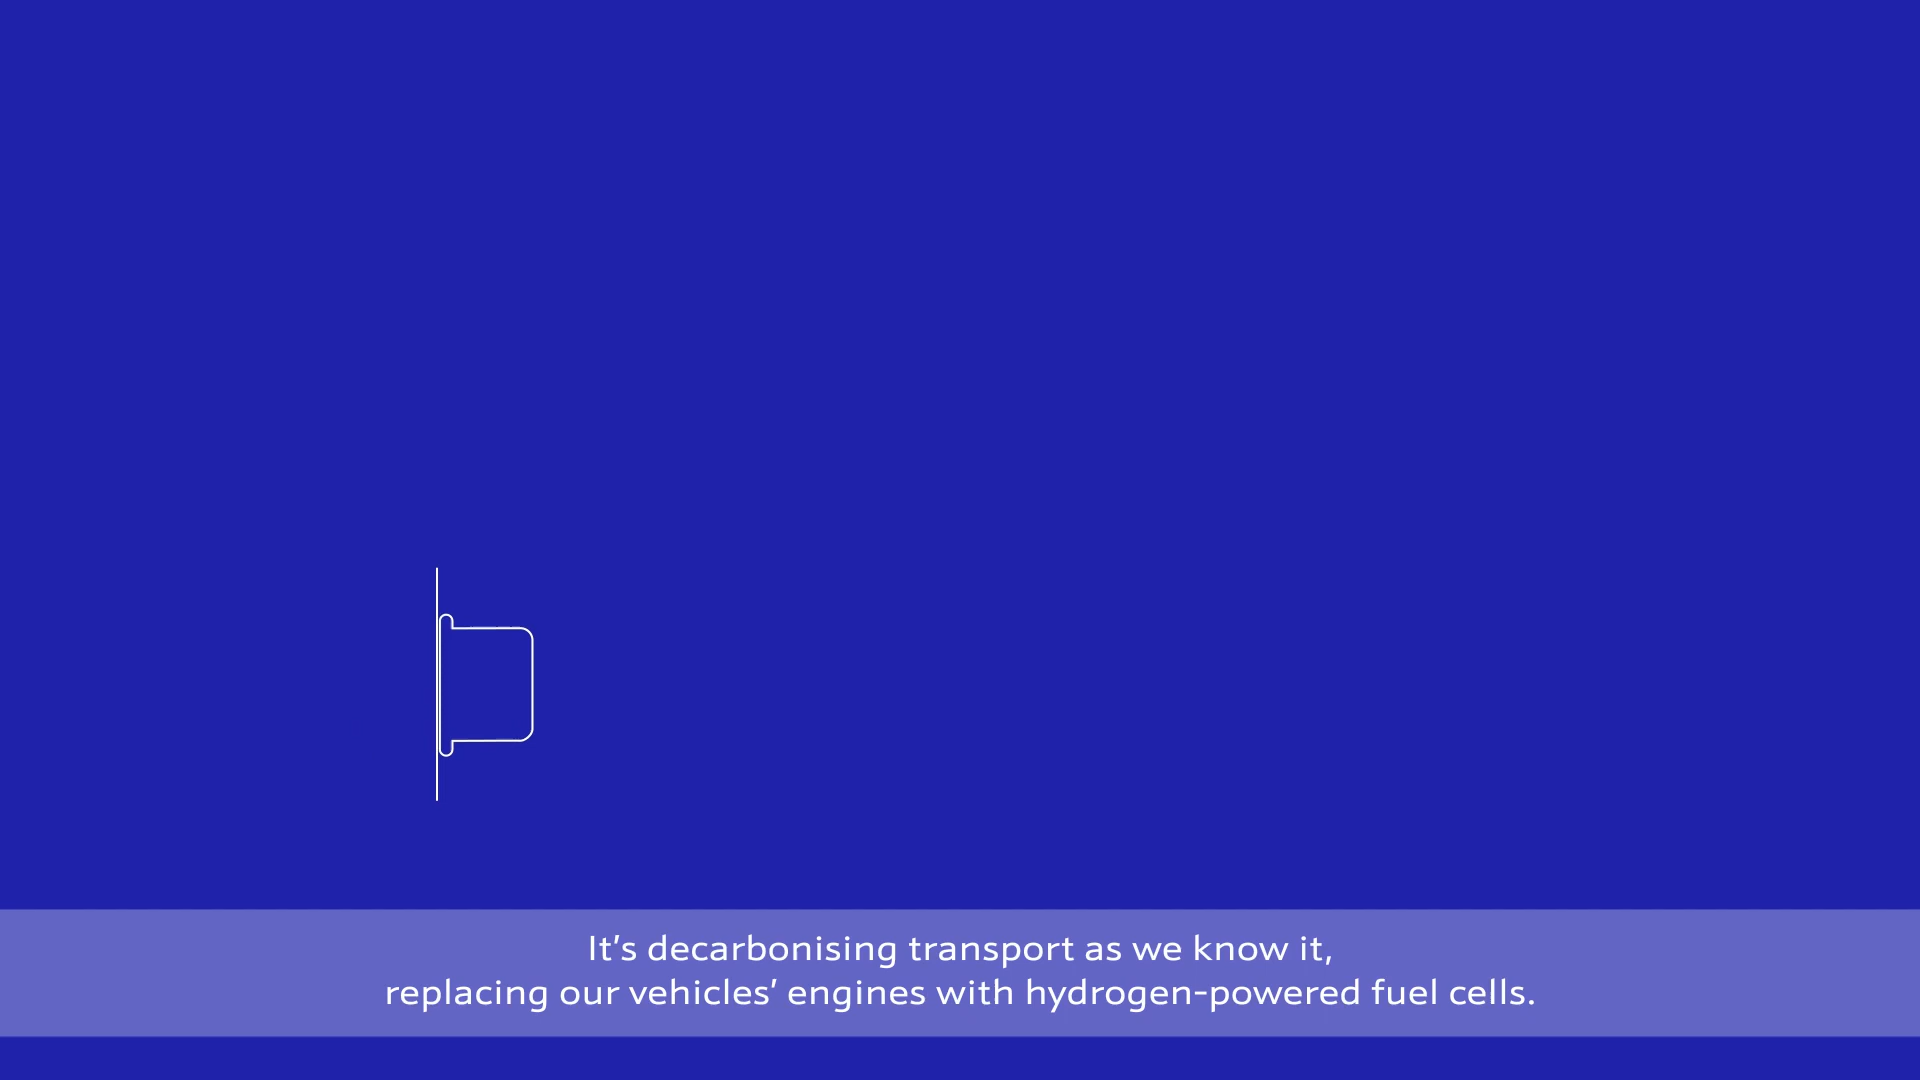 It’s decarbonising transport as we know it,
replacing our vehicles’ engines with hydrogen-powered fuel cells.